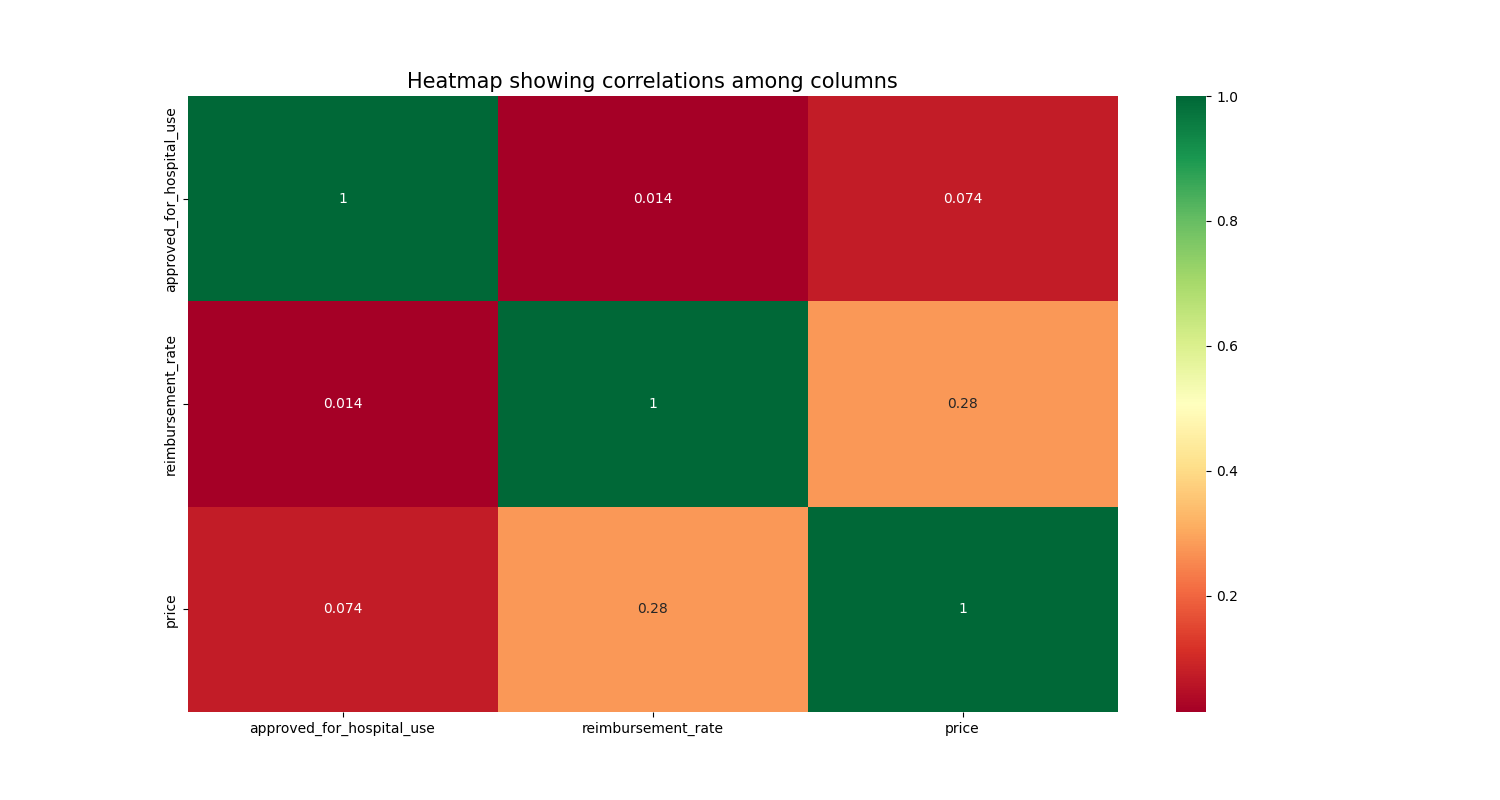 Heatmap showing correlations among columns
approved_for_hospital_use
1
0.014
0.074
reimbursement_rate
0.014
1
0.28
price
0.074
0.28
1
approved_for_hospital_use
reimbursement_rate
price
1.0
0.8
0.6
0.4
0.2